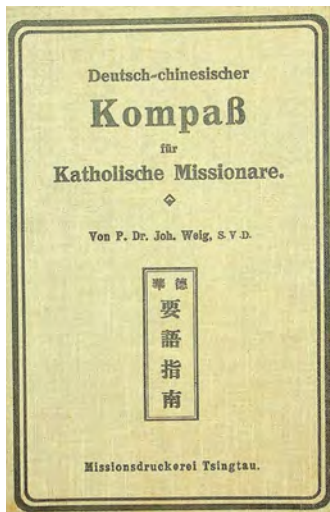 Deutsch-chinesischer
Kompaß
für
Katholische Missionare.
Von P. Dr. Joh. Weig, S. V. D.
華德
要
語
指
南
Missionsdruckerei Tsingtau.